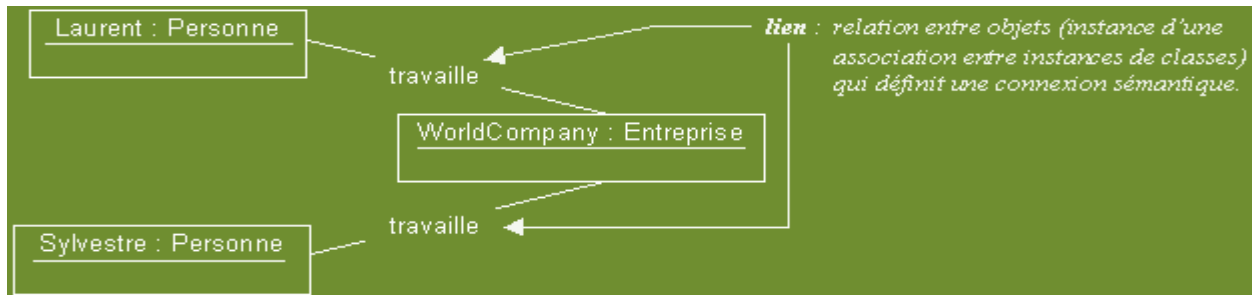 Laurent : Personne
lien : relation entre objets (instance d'une
association entre instances de classes)
qui définit une connexion sémantique.
travaille
WorldCompany : Entreprise
travaille
Sylvestre : Personne